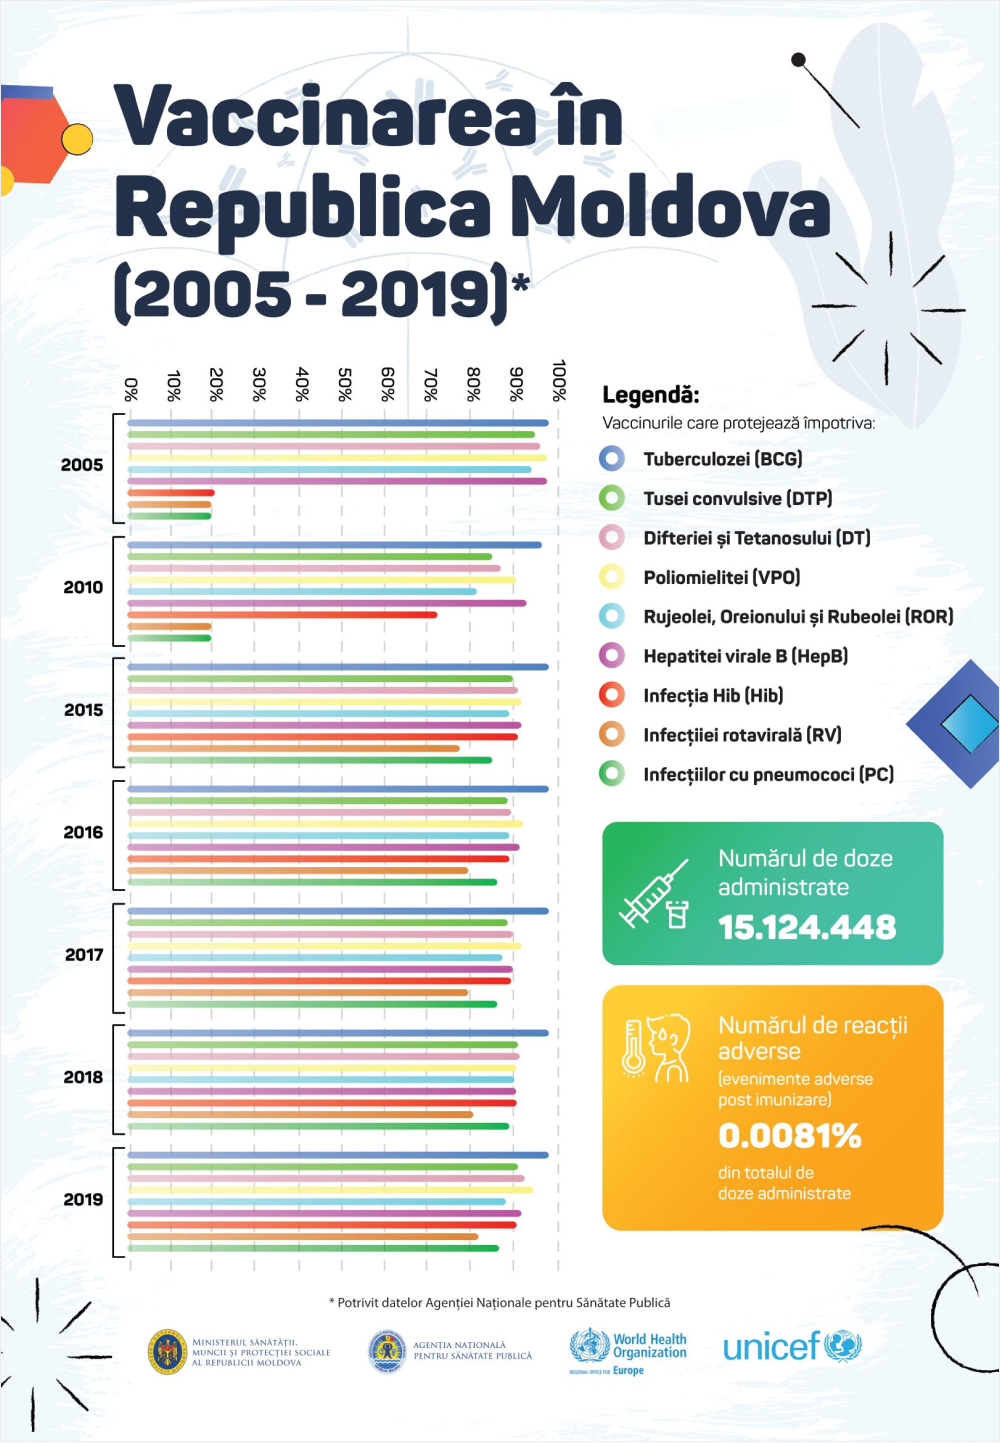 Vaccinarea în
Republica Moldova
(2005 - 2019)*
0%
10%
20%
30%
40%
50%
60%
70%
80%
90%
100%
2005
2010
2015
2016
2017
2018
2019
Legendă:
Vaccinurile care protejează împotriva:
Tuberculozei (BCG)
Tusei convulsive (DTP)
Difteriei și Tetanosului (DT)
Poliomielitei (VPO)
Rujeolei, Oreionului și Rubeolei (ROR)
Hepatitei virale B (HepB)
Infecția Hib (Hib)
Infecțiiei rotavirală (RV)
Infecțiilor cu pneumococi (PC)
Numărul de doze
administrate
15.124.448
Numărul de reacții
adverse
(evenimente adverse
post imunizare)
0.0081%
din totalul de
doze administrate
* Potrivit datelor Agenției Naționale pentru Sănătate Publică
MINISTERUL SĂNĂTĂȚII,
MUNCII ȘI PROTECȚIEI SOCIALE
AL REPUBLICII MOLDOVA
AGENȚIA NAȚIONALĂ
PENTRU SĂNĂTATE PUBLICĂ
World Health
Organization
REGIONAL OFFICE FOR Europe
unicef